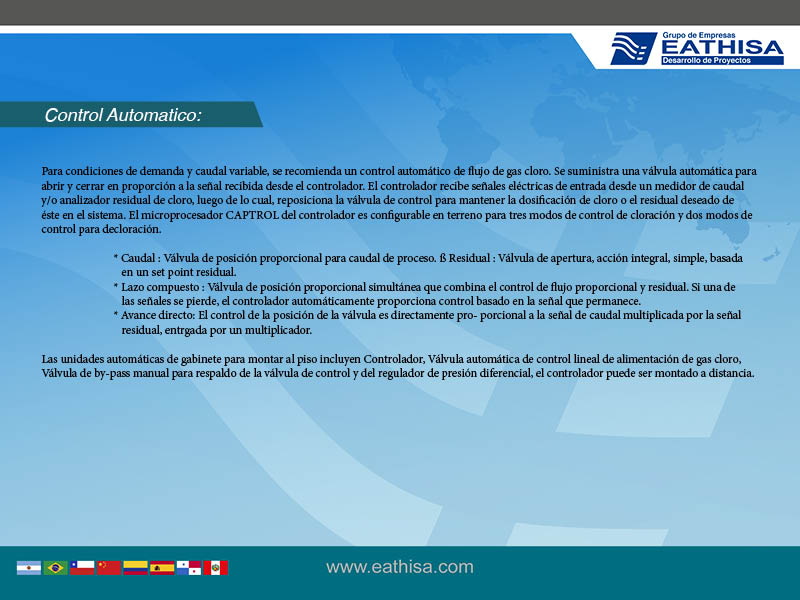 Grupo de Empresas
EATHISA
Desarrollo de Proyectos
Control Automatico:
Para condiciones de demanda y caudal variable, se recomienda un control automático de flujo de gas cloro. Se suministra una válvula automática para
abrir y cerrar en proporción a la señal recibida desde el controlador. El controlador recibe señales eléctricas de entrada desde un medidor de caudal
y/o analizador residual de cloro, luego de lo cual, reposiciona la válvula de control para mantener la dosificación de cloro o el residual deseado de
éste en el sistema. El microprocesador CAPTROL del controlador es configurable en terreno para tres modos de control de cloración y dos modos de
control para decloración.
* Caudal : Válvula de posición proporcional para caudal de proceso. ß Residual : Válvula de apertura, acción integral, simple, basada
en un set point residual.
* Lazo compuesto : Válvula de posición proporcional simultánea que combina el control de flujo proporcional y residual. Si una de
las señales se pierde, el controlador automáticamente proporciona control basado en la señal que permanece.
* Avance directo: El control de la posición de la válvula es directamente pro- porcional a la señal de caudal multiplicada por la señal
residual, entrgada por un multiplicador.
Las unidades automáticas de gabinete para montar al piso incluyen Controlador, Válvula automática de control lineal de alimentación de gas cloro,
Válvula de by-pass manual para respaldo de la válvula de control y del regulador de presión diferencial, el controlador puede ser montado a distancia.
www.eathisa.com